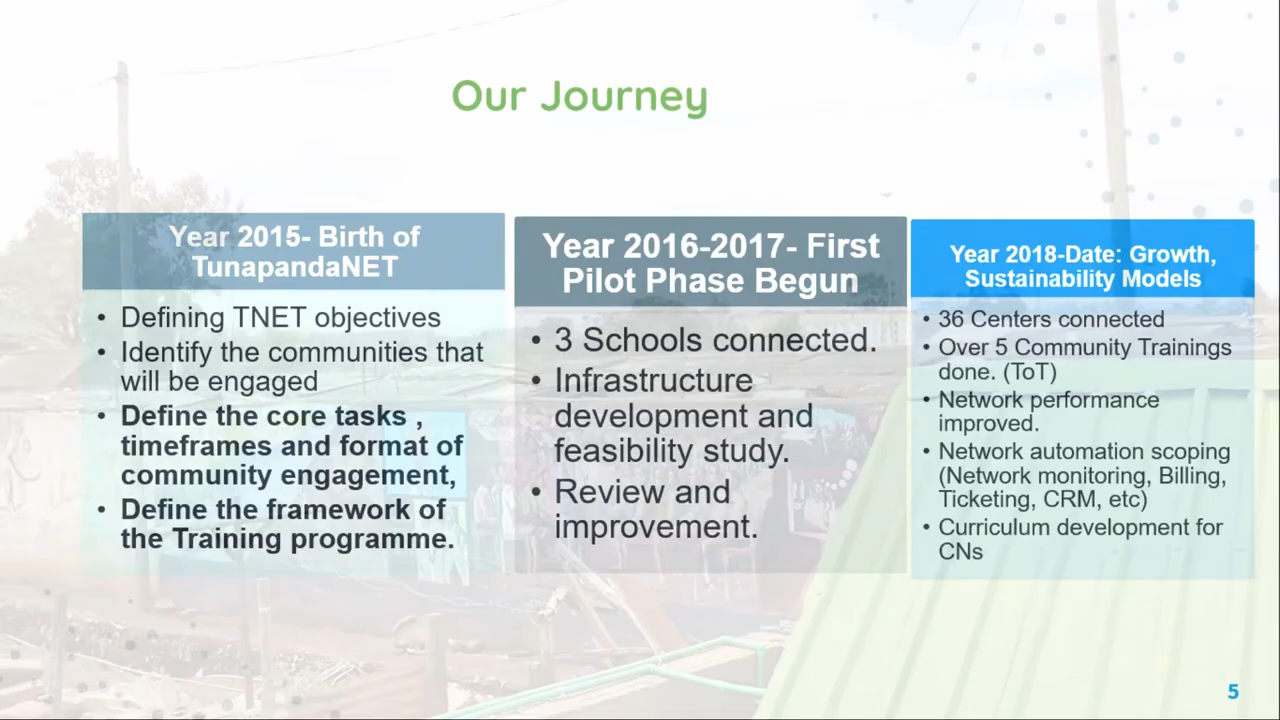 Our Journey
Year 2015- Birth of
TunapandaNET
• Defining TNET objectives
• Identify the communities that
will be engaged
• Define the core tasks ,
timeframes and format of
community engagement,
• Define the framework of
the Training programme.
Year 2016-2017- First
Pilot Phase Begun
• 3 Schools connected.
• Infrastructure
development and
feasibility study.
• Review and
improvement.
Year 2018-Date: Growth,
Sustainability Models
• 36 Centers connected
• Over 5 Community Trainings
done. (ToT)
• Network performance
improved.
• Network automation scoping
(Network monitoring, Billing,
Ticketing, CRM, etc)
• Curriculum development for
CNs
5